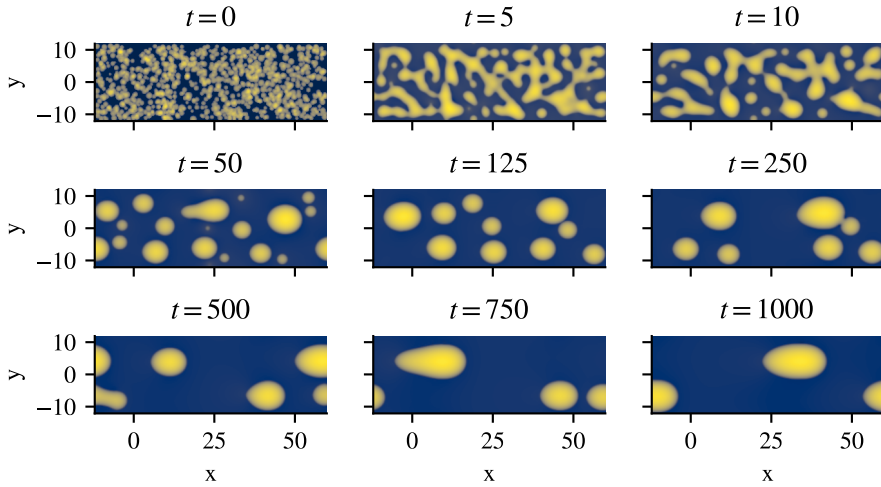 t = 0
t = 5
t = 10
y
10
0
−10
t = 50
t = 125
t = 250
y
10
0
−10
t = 500
t = 750
t = 1000
y
10
0
−10
0 25 50
0 25 50
0 25 50
x
x
x